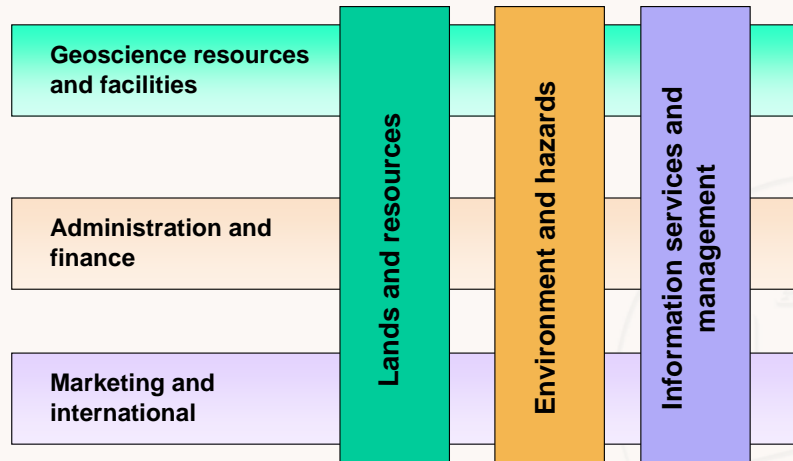 Geoscience resources
and facilities
Administration and
finance
Marketing and
international
Lands and resources
Environment and hazards
Information services and
management